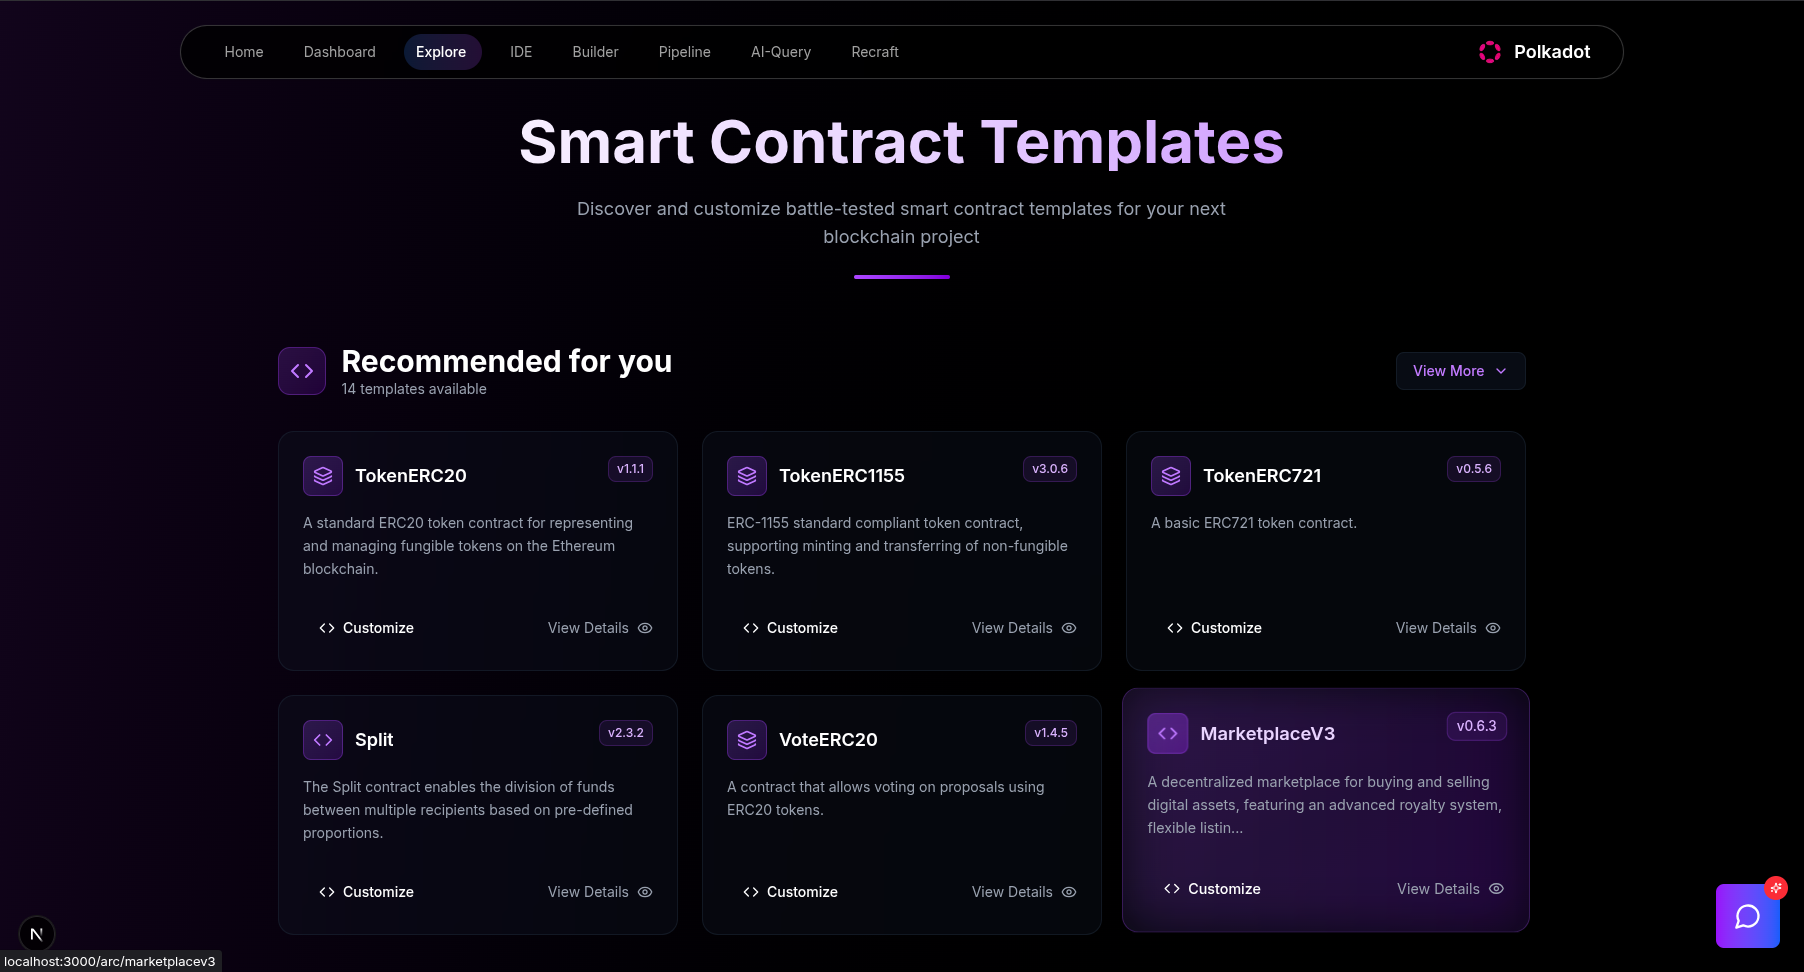 Home Dashboard Explore IDE Builder Pipeline AI-Query Recraft Polkadot
Smart Contract Templates
Discover and customize battle-tested smart contract templates for your next
blockchain project
Recommended for you
14 templates available
View More
TokenERC20 v1.1.1
A standard ERC20 token contract for representing
and managing fungible tokens on the Ethereum
blockchain.
Customize View Details
TokenERC1155 v3.0.6
ERC-1155 standard compliant token contract,
supporting minting and transferring of non-fungible
tokens.
Customize View Details
TokenERC721 v0.5.6
A basic ERC721 token contract.
Customize View Details
Split v2.3.2
The Split contract enables the division of funds
between multiple recipients based on pre-defined
proportions.
Customize View Details
VoteERC20 v1.4.5
A contract that allows voting on proposals using
ERC20 tokens.
Customize View Details
MarketplaceV3 v0.6.3
A decentralized marketplace for buying and selling
digital assets, featuring an advanced royalty system,
flexible listin...
Customize View Details
N
localhost:3000/arc/marketplacev3